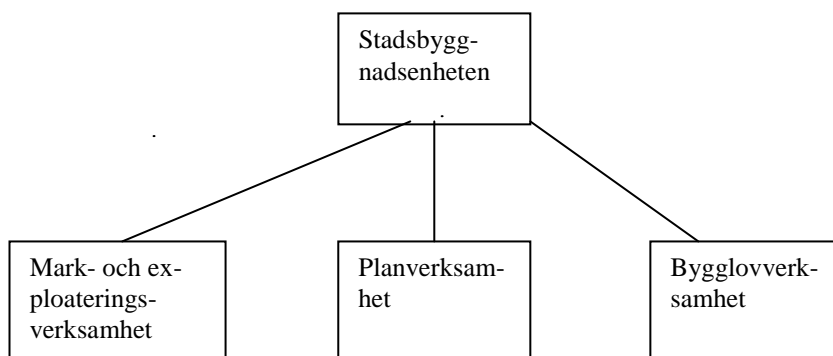 Stadsbygg-
nadsenheten
Mark- och ex-
ploaterings-
verksamhet
Planverksam-
het
Bygglovverk-
samhet